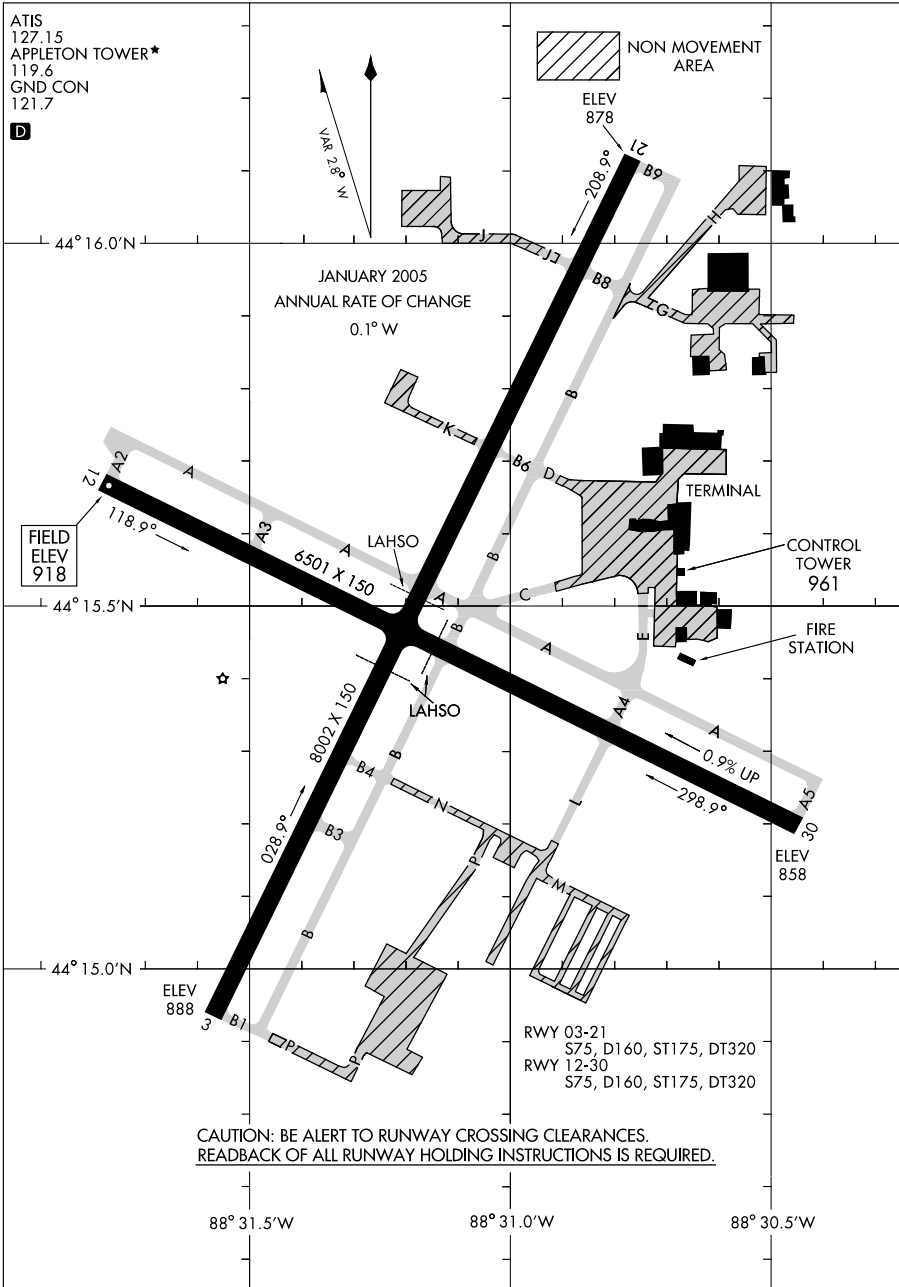 ATIS
127.15
APPLETON TOWER★
119.6
GND CON
121.7
D
NON MOVEMENT
AREA
VAR 2.8° W
ELEV
878
21
208.9°
B9
H
44° 16.0'N
J
J1
B8
G
JANUARY 2005
ANNUAL RATE OF CHANGE
0.1° W
B
K
B6
D
TERMINAL
A2
A
12
118.9°
FIELD
ELEV
918
A3
A
6501 X 150
LAHSO
B
CONTROL
TOWER
961
44° 15.5'N
A
C
B
A
E
FIRE
STATION
LAHSO
8002 X 150
A4
A
0.9% UP
298.9°
A5
30
ELEV
858
B
B4
N
L
028.9°
B3
P
M
B
44° 15.0'N
ELEV
888
3
B1
P
P
RWY 03-21
S75, D160, ST175, DT320
RWY 12-30
S75, D160, ST175, DT320
CAUTION: BE ALERT TO RUNWAY CROSSING CLEARANCES.
READBACK OF ALL RUNWAY HOLDING INSTRUCTIONS IS REQUIRED.
88° 31.5'W
88° 31.0'W
88° 30.5'W